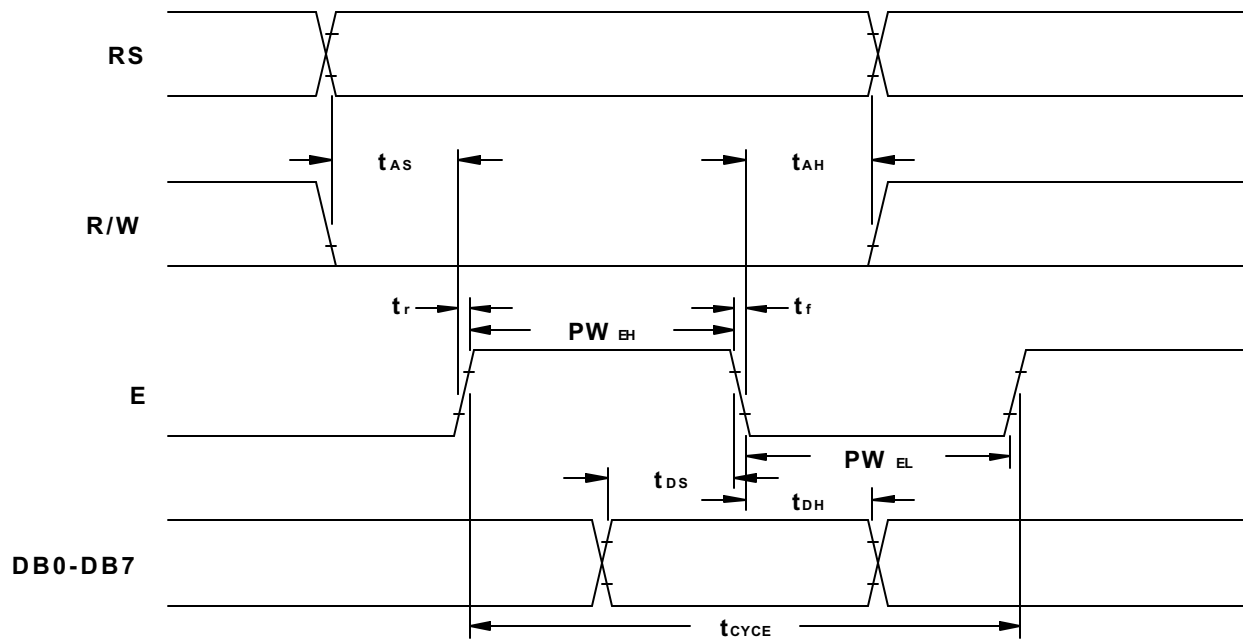 RS
tAS
tAH
R/W
tr
tf
PW EH
E
PW EL
tDS
tDH
DB0-DB7
tCYCE